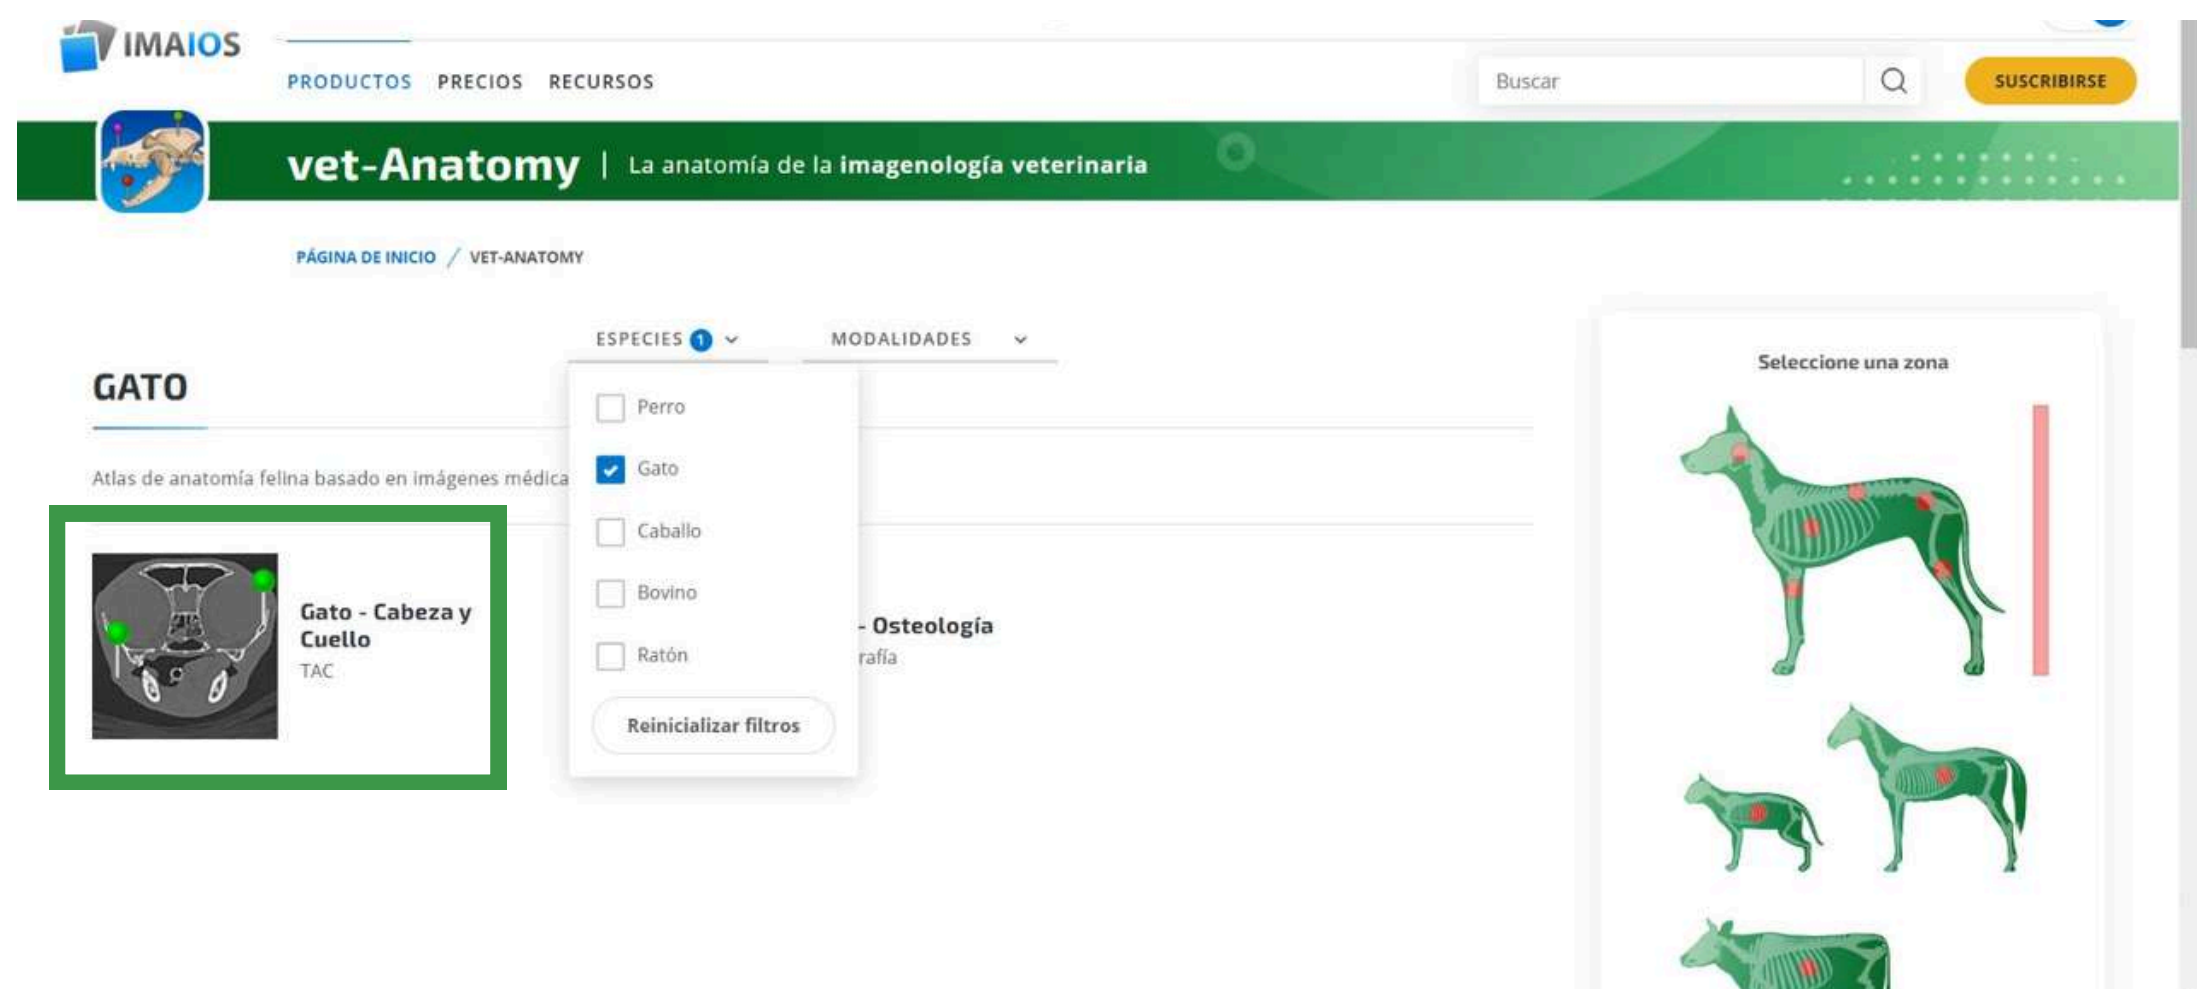 IMAIOS
PRODUCTOS PRECIOS RECURSOS
Buscar
SUSCRIBIRSE
vet-Anatomy | La anatomía de la imagenología veterinaria
PÁGINA DE INICIO / VET-ANATOMY
ESPECIES 1
MODALIDADES
GATO
Atlas de anatomía felina basado en imágenes médica
Perro
Gato
Caballo
Bovino
Ratón
Reinicializar filtros
Gato - Cabeza y
Cuello
TAC
- Osteología
rafía
Seleccione una zona